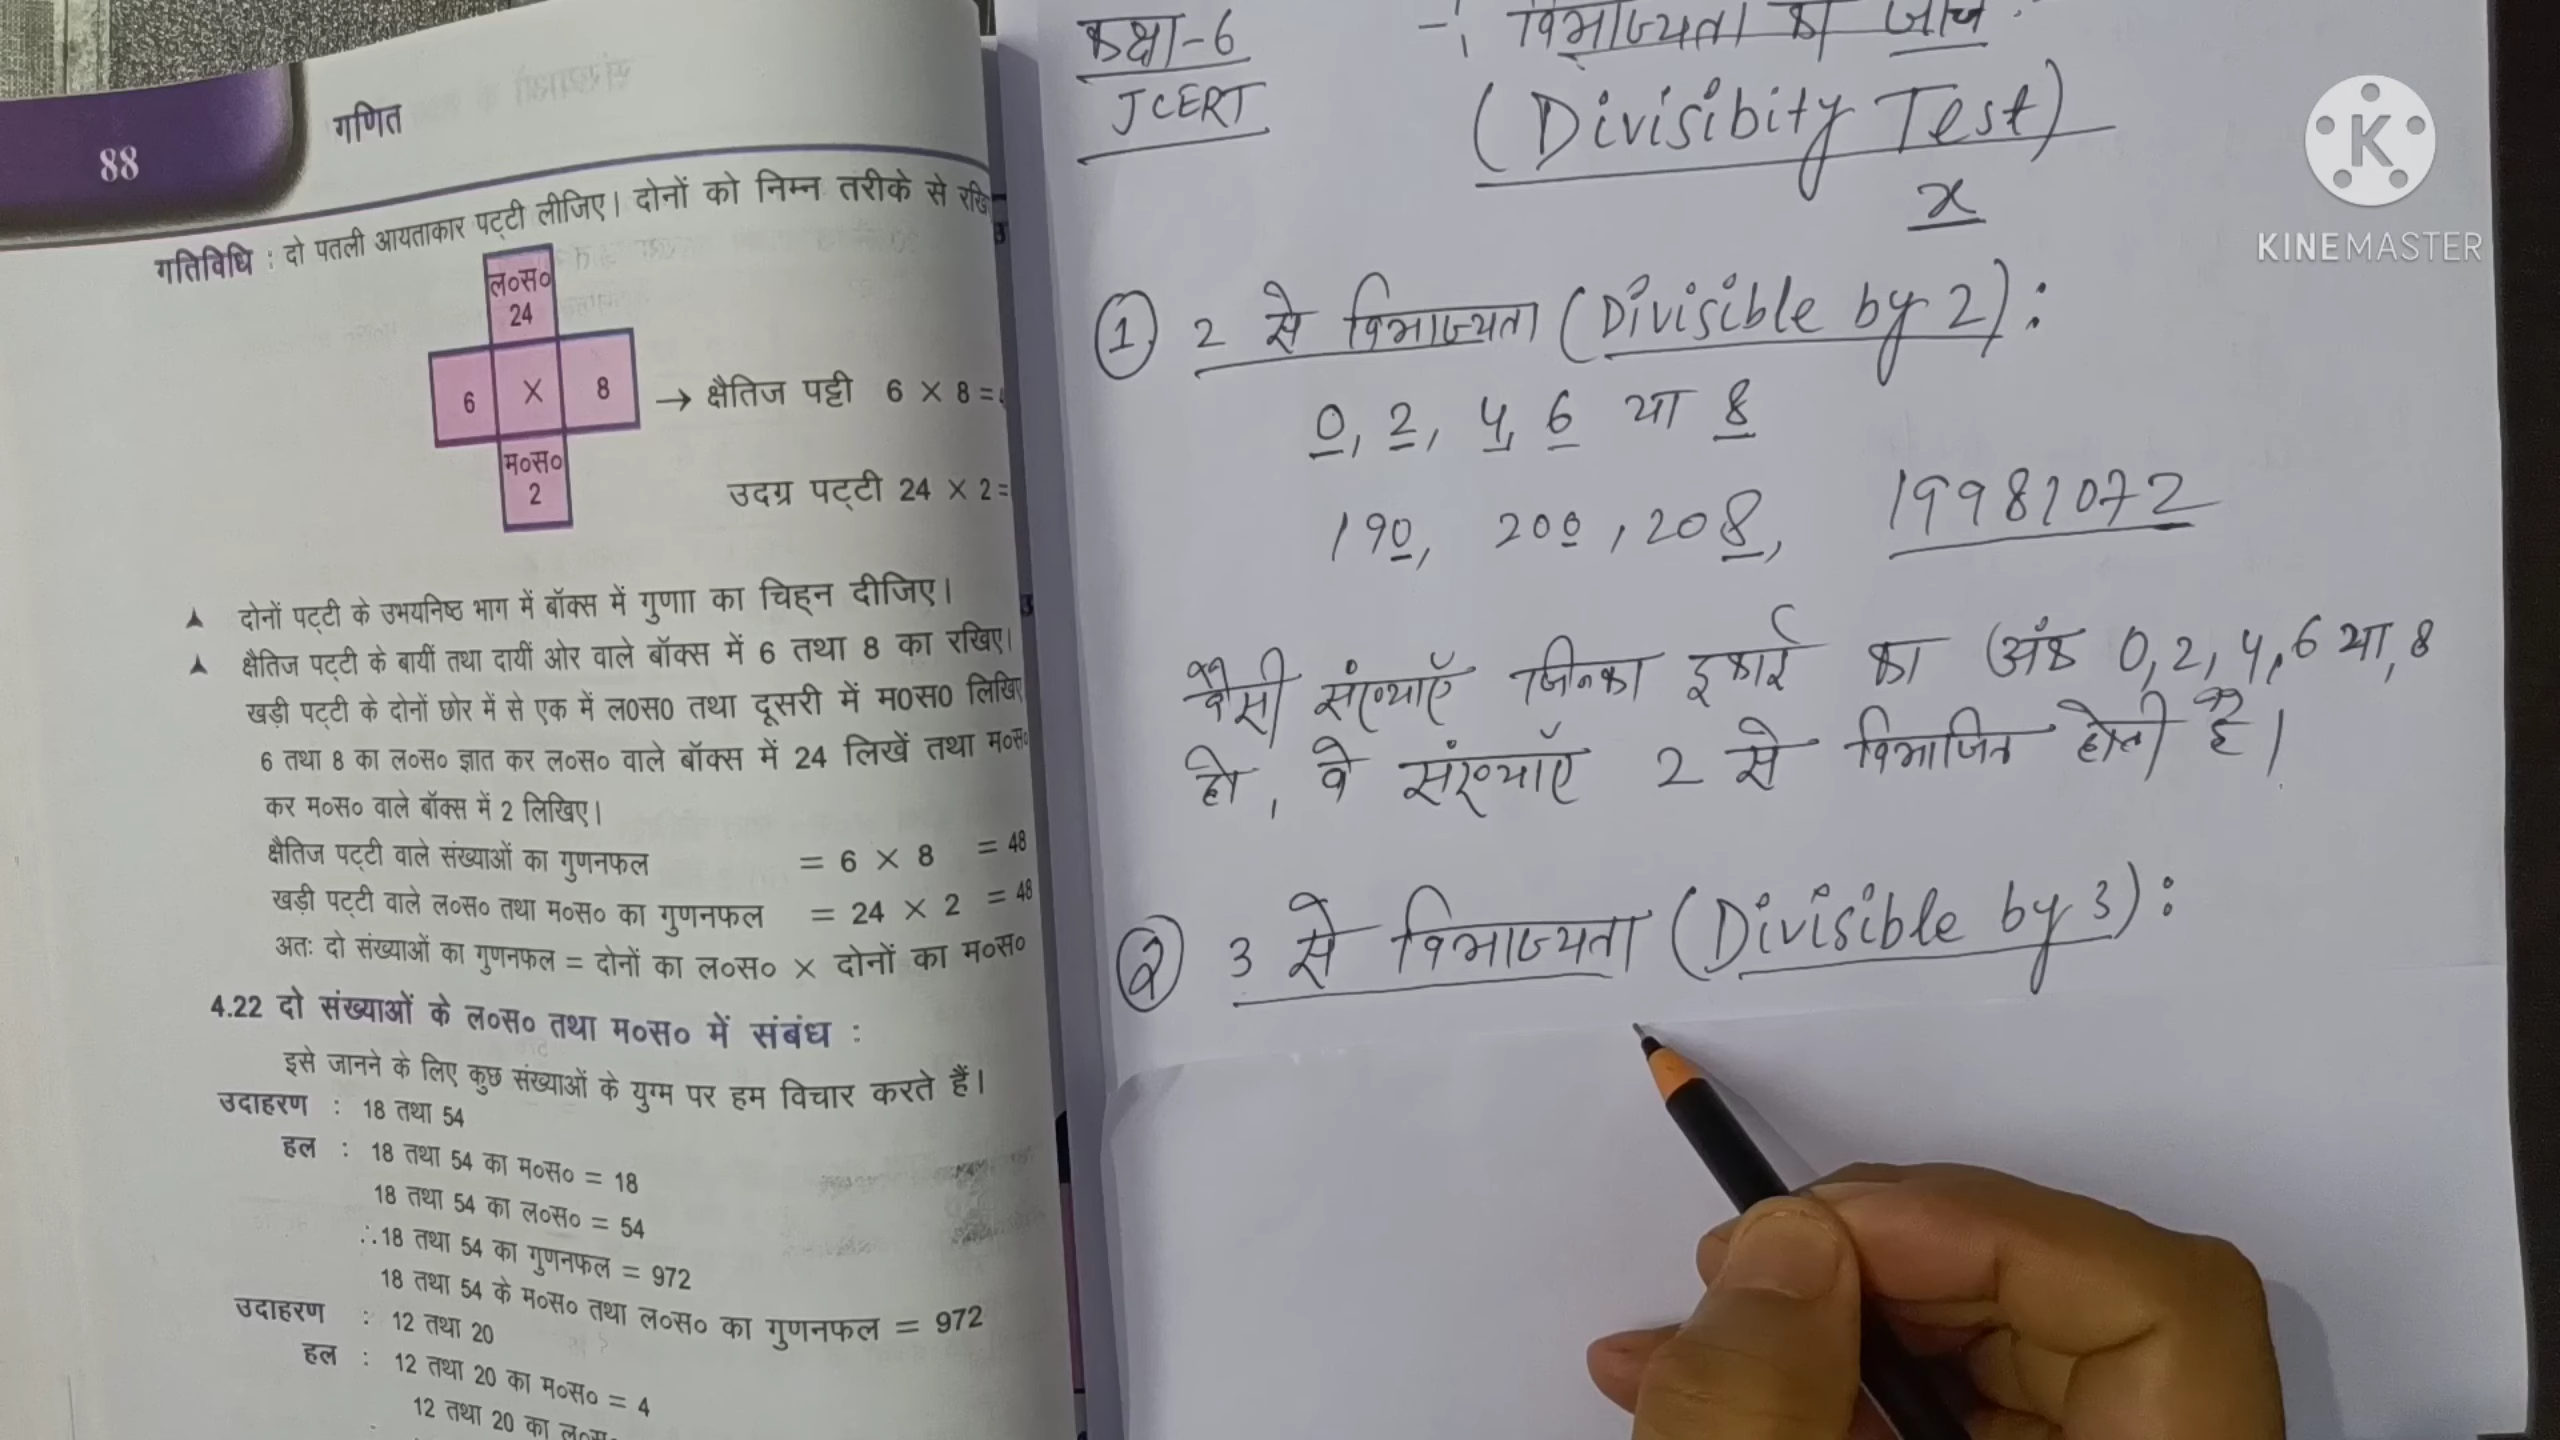 88
गणित
गतिविधि : दो पतली आयताकार पट्टी लीजिए। दोनों को निम्न तरीके से रखि
ल०स०
24
6 × 8
→ क्षैतिज पट्टी 6 × 8 =
म०स०
2
उदग्र पट्टी 24 × 2 =
दोनों पट्टी के उभयनिष्ठ भाग में बॉक्स में गुणाा का चिह्न दीजिए।
क्षैतिज पट्टी के बायीं तथा दायीं ओर वाले बॉक्स में 6 तथा 8 का रखिए।
खड़ी पट्टी के दोनों छोर में से एक में ल0स0 तथा दूसरी में म0स0 लिखिए
6 तथा 8 का ल०स० ज्ञात कर ल०स० वाले बॉक्स में 24 लिखें तथा म०स०
कर म०स० वाले बॉक्स में 2 लिखिए।
क्षैतिज पट्टी वाले संख्याओं का गुणनफल = 6 × 8 = 48
खड़ी पट्टी वाले ल०स० तथा म०स० का गुणनफल = 24 × 2 = 48
अतः दो संख्याओं का गुणनफल = दोनों का ल०स० × दोनों का म०स०
4.22 दो संख्याओं के ल०स० तथा म०स० में संबंध :
इसे जानने के लिए कुछ संख्याओं के युग्म पर हम विचार करते हैं।
उदाहरण : 18 तथा 54
हल : 18 तथा 54 का म०स० = 18
18 तथा 54 का ल०स० = 54
∴ 18 तथा 54 का गुणनफल = 972
18 तथा 54 के म०स० तथा ल०स० का गुणनफल = 972
उदाहरण : 12 तथा 20
हल : 12 तथा 20 का म०स० = 4
12 तथा 20 का ल०स०
कक्षा-6
JCERT
-: विभाज्यता का जाँच :
(Divisibity Test)
x
① 2 से विभाज्यता (Divisible by 2):
0, 2, 4, 6 या 8
190, 200, 208, 19981072
वैसी संख्याएँ जिनका इकाई का अंक 0, 2, 4, 6 या, 8
हो, वे संख्याएँ 2 से विभाजित होती है।
② 3 से विभाज्यता (Divisible by 3):
K
KINEMASTER